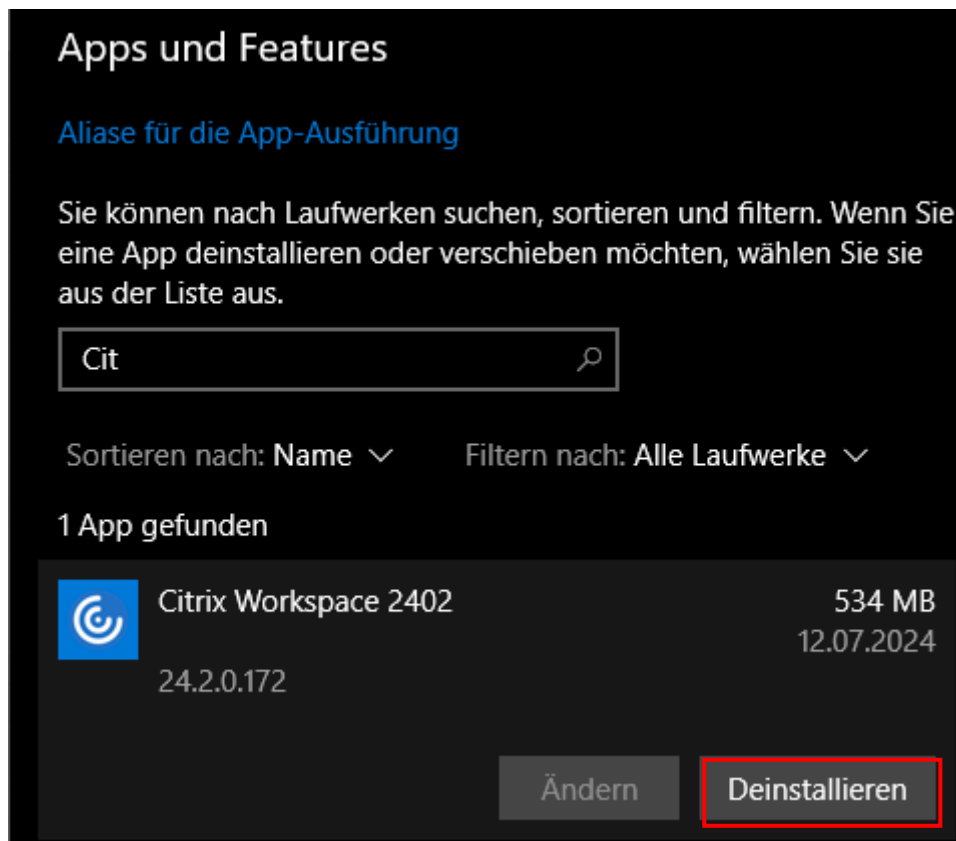 Apps und Features
Aliase für die App-Ausführung
Sie können nach Laufwerken suchen, sortieren und filtern. Wenn Sie
eine App deinstallieren oder verschieben möchten, wählen Sie sie
aus der Liste aus.
Cit
Sortieren nach: Name Filtern nach: Alle Laufwerke
1 App gefunden
Citrix Workspace 2402 534 MB
12.07.2024
24.2.0.172
Ändern Deinstallieren